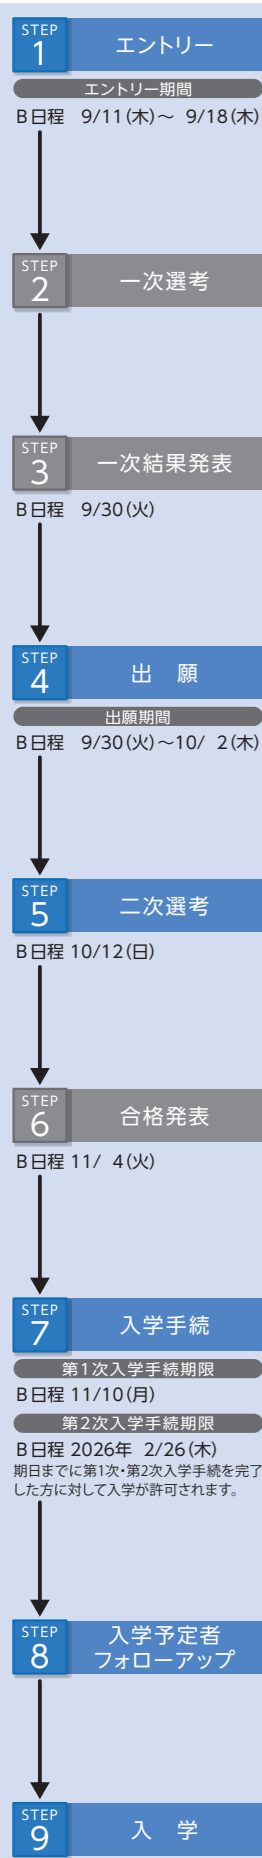 STEP
1
エントリー
エントリー期間
B日程 9/11(木)～ 9/18(木)
STEP
2
一次選考
STEP
3
一次結果発表
B日程 9/30(火)
STEP
4
出 願
出願期間
B日程 9/30(火)～10/ 2(木)
STEP
5
二次選考
B日程 10/12(日)
STEP
6
合格発表
B日程 11/ 4(火)
STEP
7
入学手続
第1次入学手続期限
B日程 11/10(月)
第2次入学手続期限
B日程 2026年 2/26(木)
期日までに第1次・第2次入学手続を完了
した方に対して入学が許可されます。
STEP
8
入学予定者
フォローアップ
STEP
9
入 学